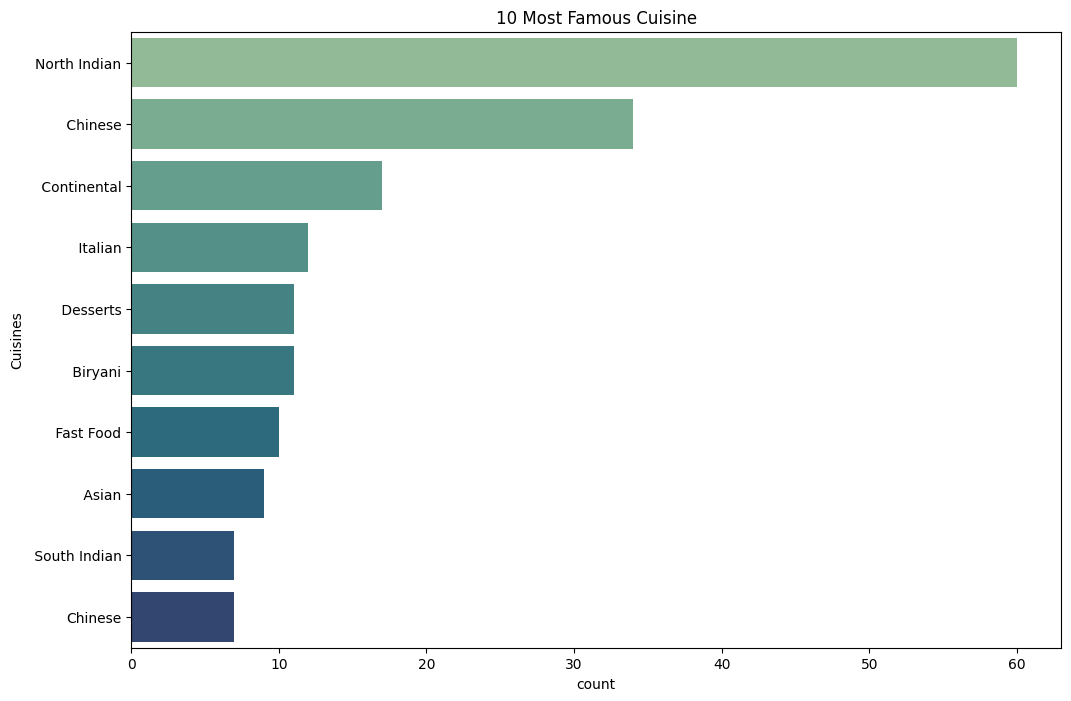 10 Most Famous Cuisine
North Indian
Chinese
Continental
Italian
Desserts
Biryani
Fast Food
Asian
South Indian
Chinese
Cuisines
0 10 20 30 40 50 60
count